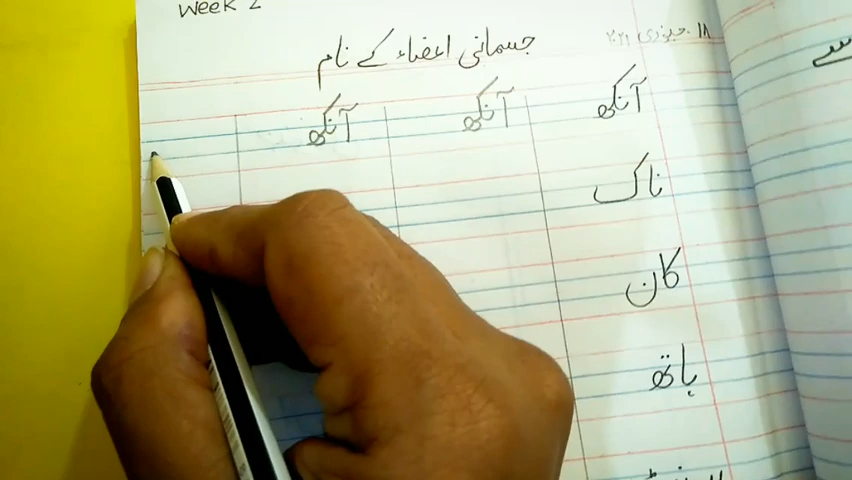 Week 2
۱۸ جنوری ۲۰۲۱
جسمانی اعضاء کے نام
آنکھ آنکھ آنکھ
ناک
کان
ہاتھ